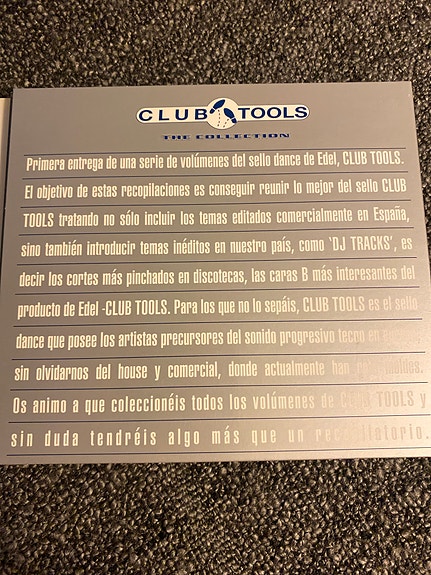 CLUB TOOLS
THE COLLECTION
Primera entrega de una serie de volúmenes del sello dance de Edel, CLUB TOOLS.
El objetivo de estas recopilaciones es conseguir reunir lo mejor del sello CLUB
TOOLS tratando no sólo incluir los temas editados comercialmente en España,
sino también introducir temas inéditos en nuestro país, como 'DJ TRACKS', es
decir los cortes más pinchados en discotecas, las caras B más interesantes del
producto de Edel -CLUB TOOLS. Para los que no lo sepáis, CLUB TOOLS es el sello
dance que posee los artistas precursores del sonido progresivo tecno en
sin olvidarnos del house y comercial, donde actualmente han
Os animo a que coleccionéis todos los volúmenes de CLUB TOOLS y
sin duda tendréis algo más que un recopilatorio.